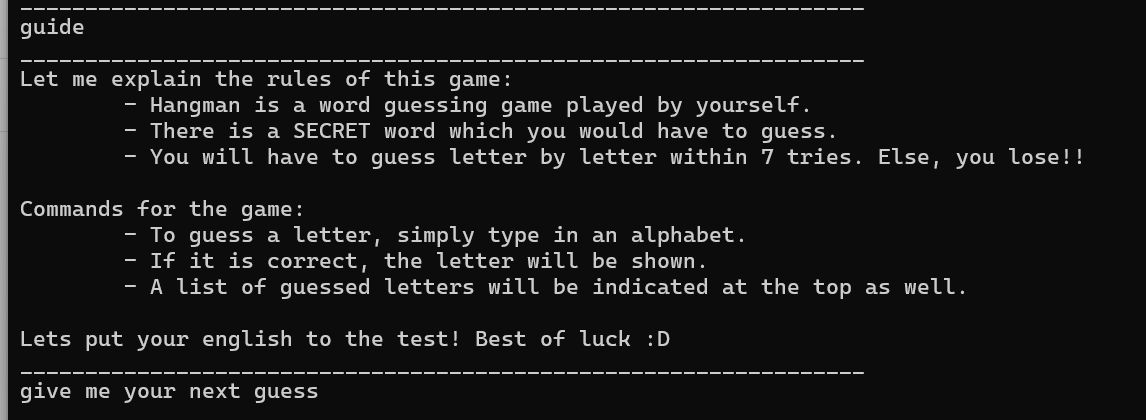 guide
Let me explain the rules of this game:
- Hangman is a word guessing game played by yourself.
- There is a SECRET word which you would have to guess.
- You will have to guess letter by letter within 7 tries. Else, you lose!!
Commands for the game:
- To guess a letter, simply type in an alphabet.
- If it is correct, the letter will be shown.
- A list of guessed letters will be indicated at the top as well.
Lets put your english to the test! Best of luck :D
give me your next guess